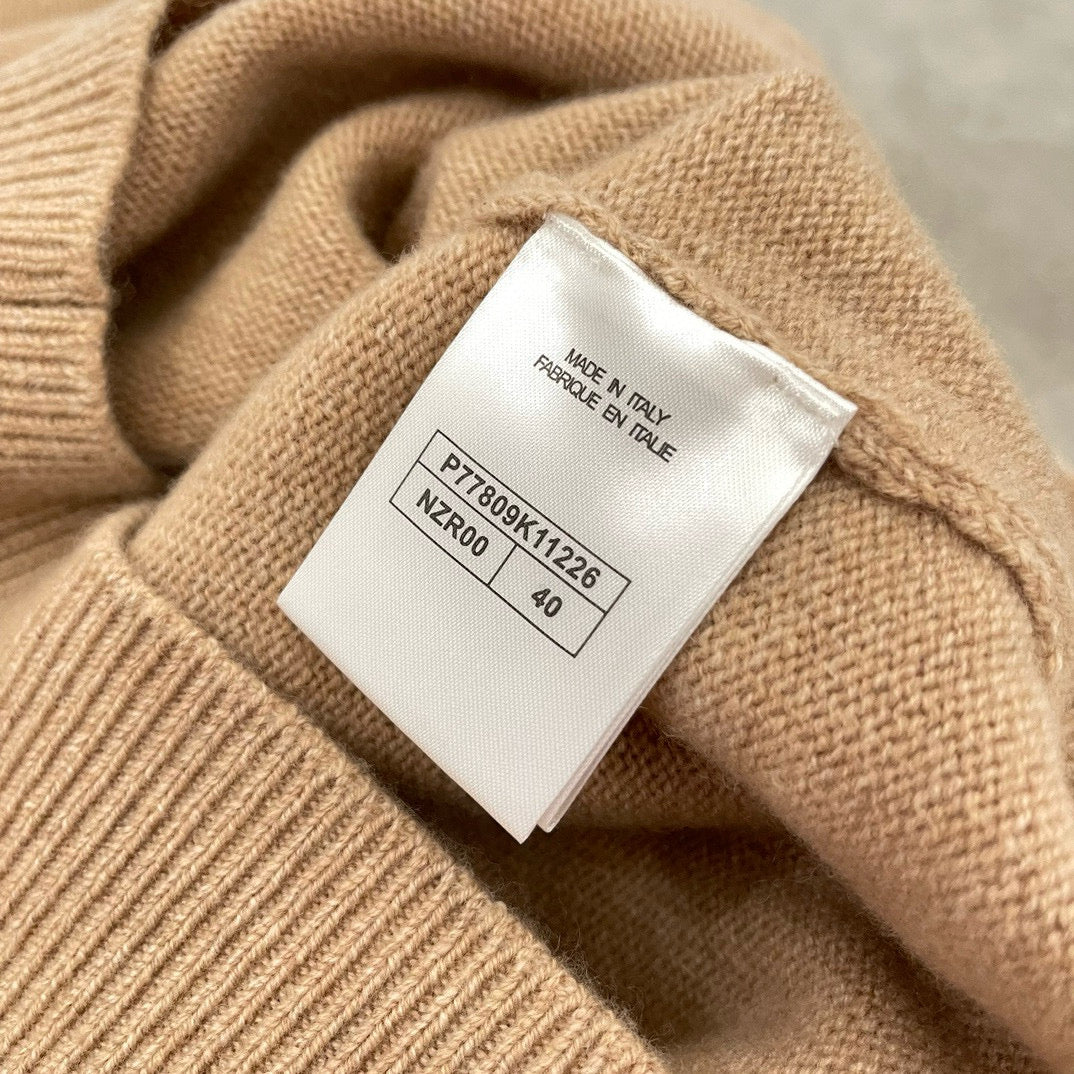 MADE IN ITALY
FABRIQUE EN ITALIE
P77809K11226
NZR00 40